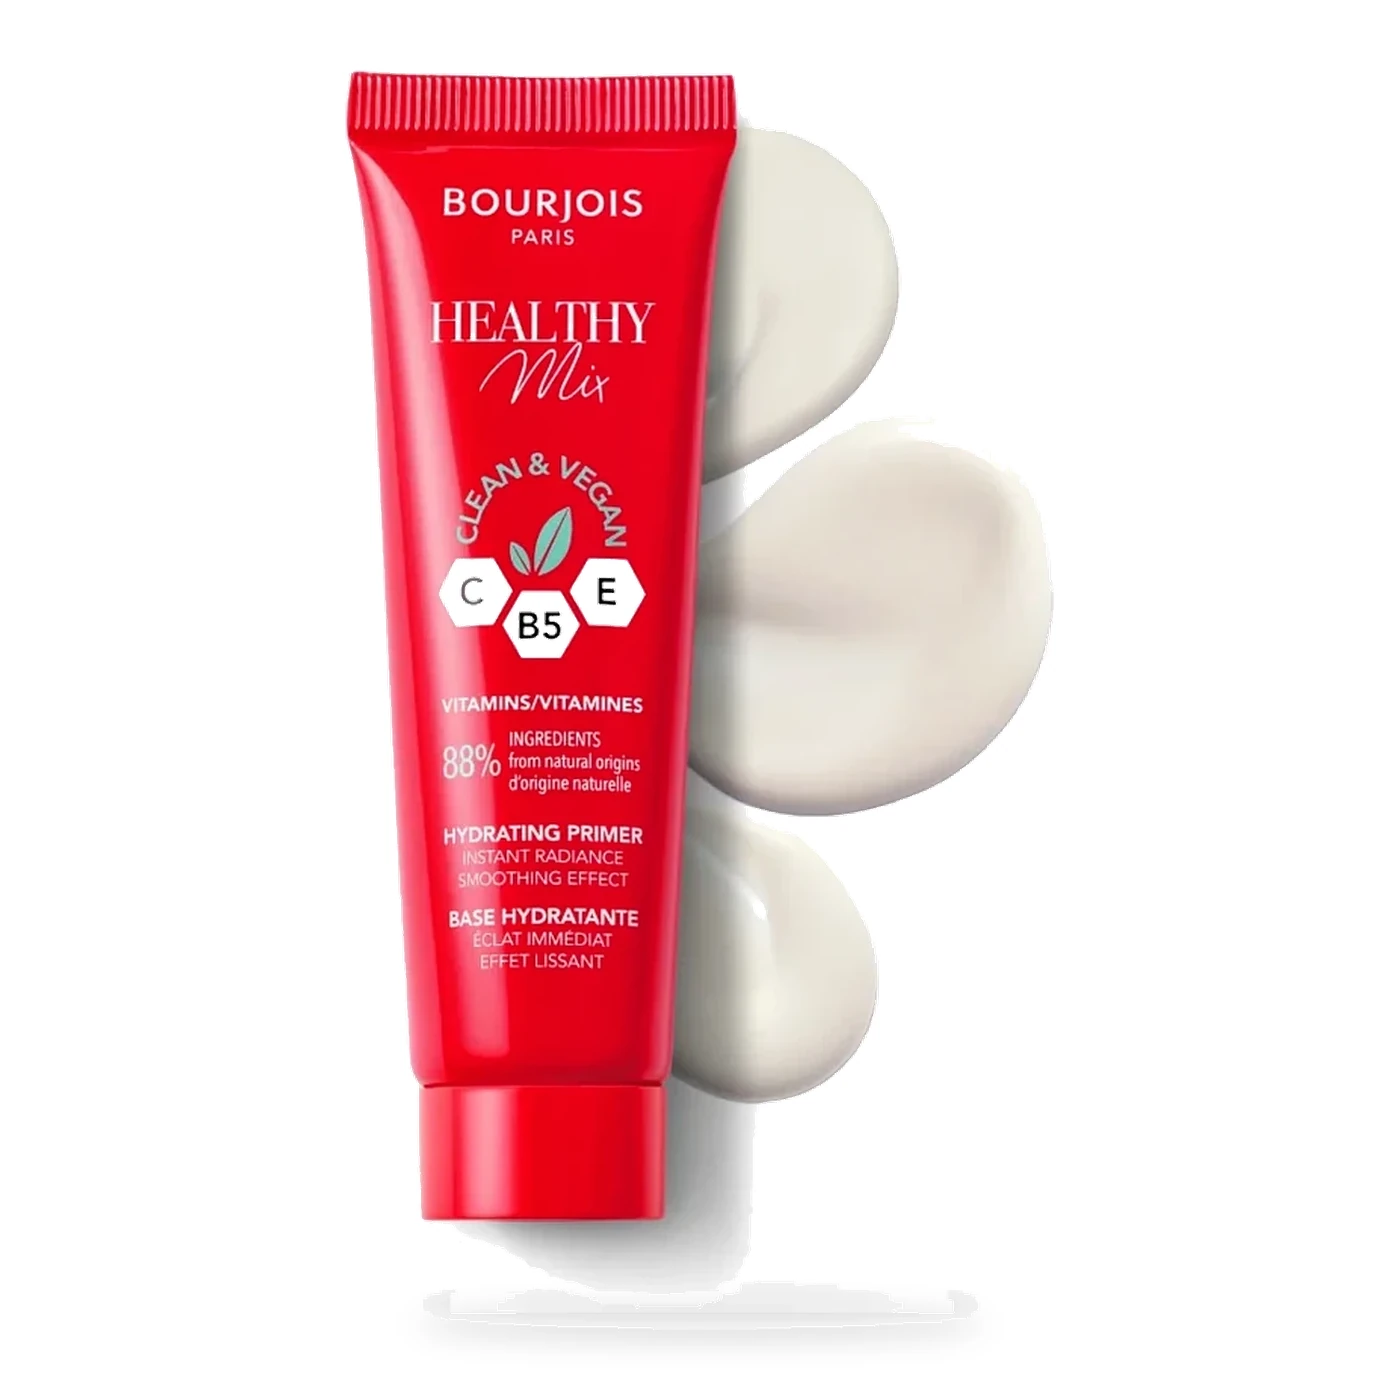 BOURJOIS
PARIS
HEALTHY
Mix
CLEAN & VEGAN
C
B5
E
VITAMINS/VITAMINES
88%
INGREDIENTS
from natural origins
d'origine naturelle
HYDRATING PRIMER
INSTANT RADIANCE
SMOOTHING EFFECT
BASE HYDRATANTE
ÉCLAT IMMÉDIAT
EFFET LISSANT